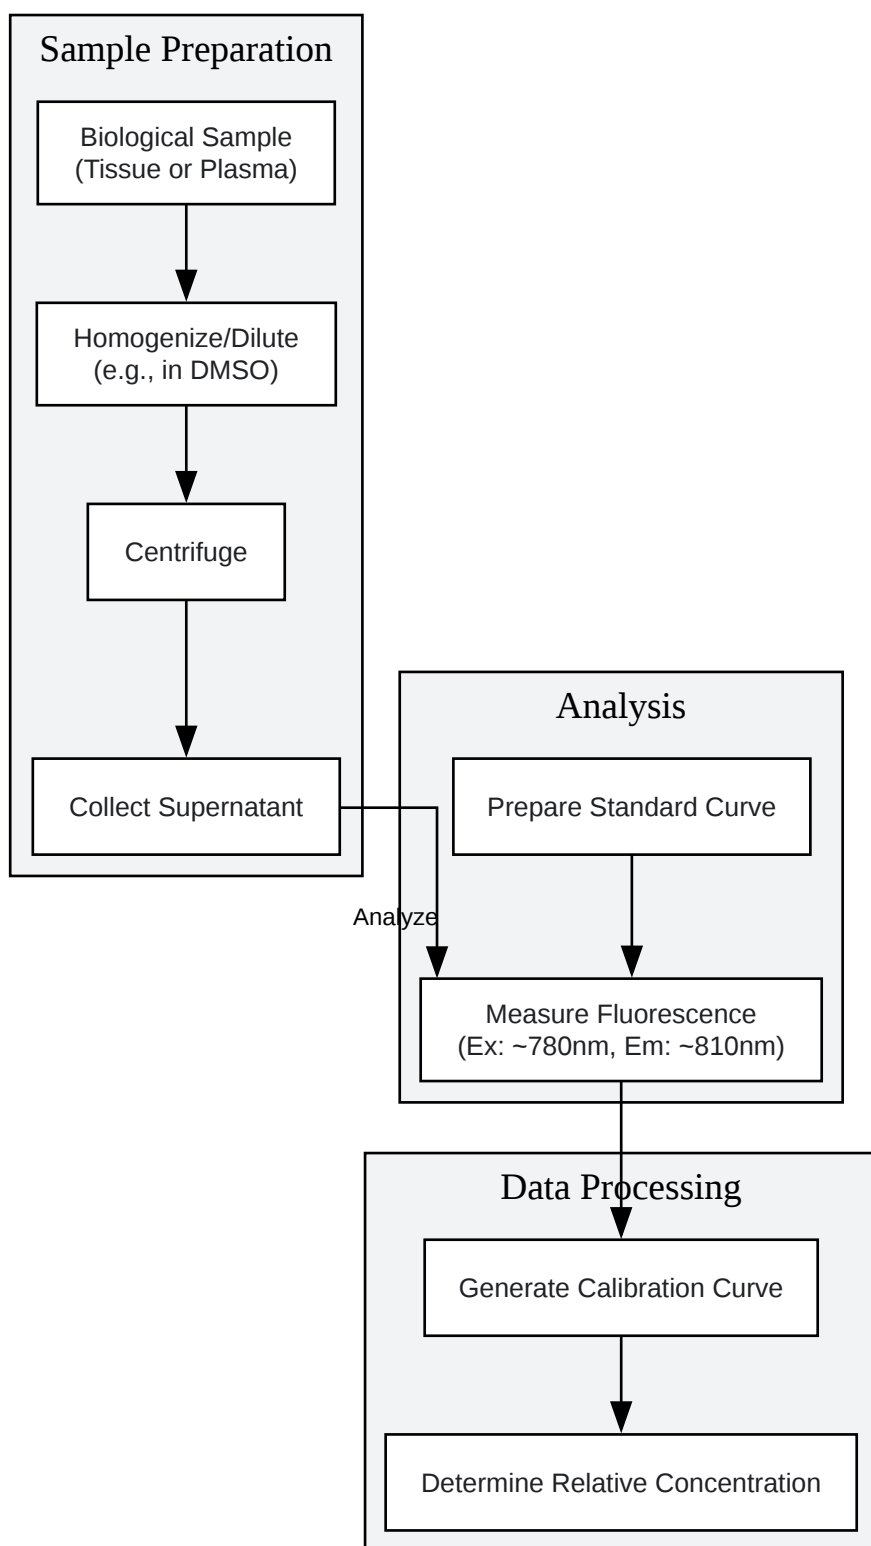 Sample Preparation
Biological Sample
(Tissue or Plasma)
Homogenize/Dilute
(e.g., in DMSO)
Centrifuge
Collect Supernatant
Analyze
Analysis
Prepare Standard Curve
Measure Fluorescence
(Ex: ~780nm, Em: ~810nm)
Data Processing
Generate Calibration Curve
Determine Relative Concentration